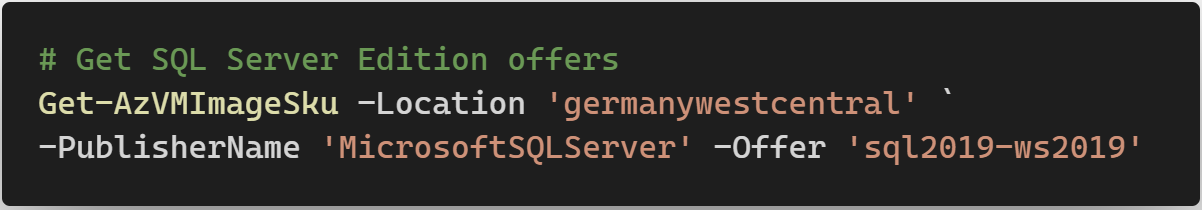 # Get SQL Server Edition offers
Get-AzVMImageSku -Location 'germanywestcentral' `
-PublisherName 'MicrosoftSQLServer' -Offer 'sql2019-ws2019'